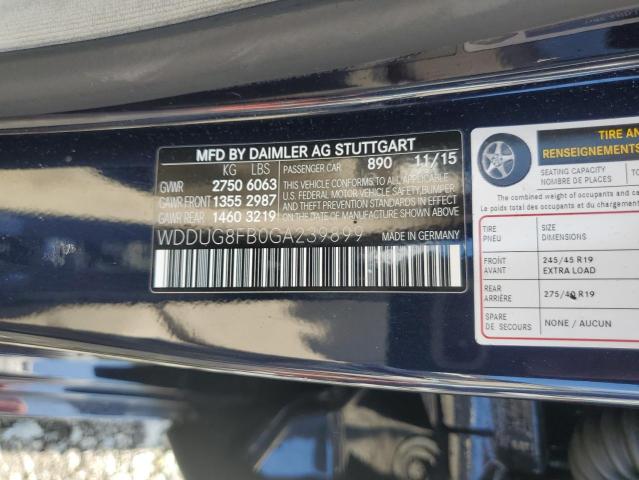 MFD BY DAIMLER AG STUTTGART
KG LBS PASSENGER CAR 890 11/15
GVWR 2750 6063
GAWR FRONT 1355 2987
GAWR REAR 1460 3219
THIS VEHICLE CONFORMS TO ALL APPLICABLE
U.S. FEDERAL MOTOR VEHICLE SAFETY, BUMPER,
AND THEFT PREVENTION STANDARDS IN EFFECT
ON THE DATE OF MANUFACTURE SHOWN ABOVE.
WDDUG8FB0GA239899 MADE IN GERMANY
TIRE AN
RENSEIGNEMENTS
SEATING CAPACITY
NOMBRE DE PLACES
The combined weight of occupants and ca
Le poids total des occupants et du
TIRE
PNEU
SIZE
DIMENSIONS
FRONT
AVANT
245/45 R19
EXTRA LOAD
REAR
ARRIÈRE
275/40 R19
SPARE
DE SECOURS
NONE / AUCUN